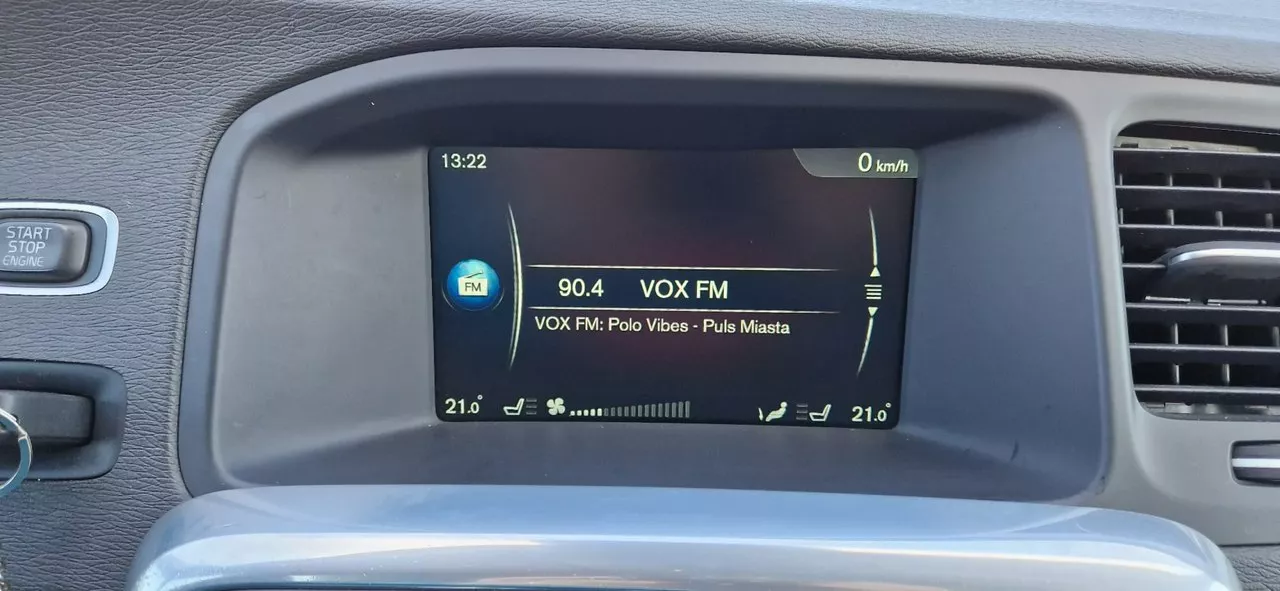 13:22
0 km/h
START
STOP
ENGINE
FM
90.4 VOX FM
VOX FM: Polo Vibes - Puls Miasta
21.0°
21.0°